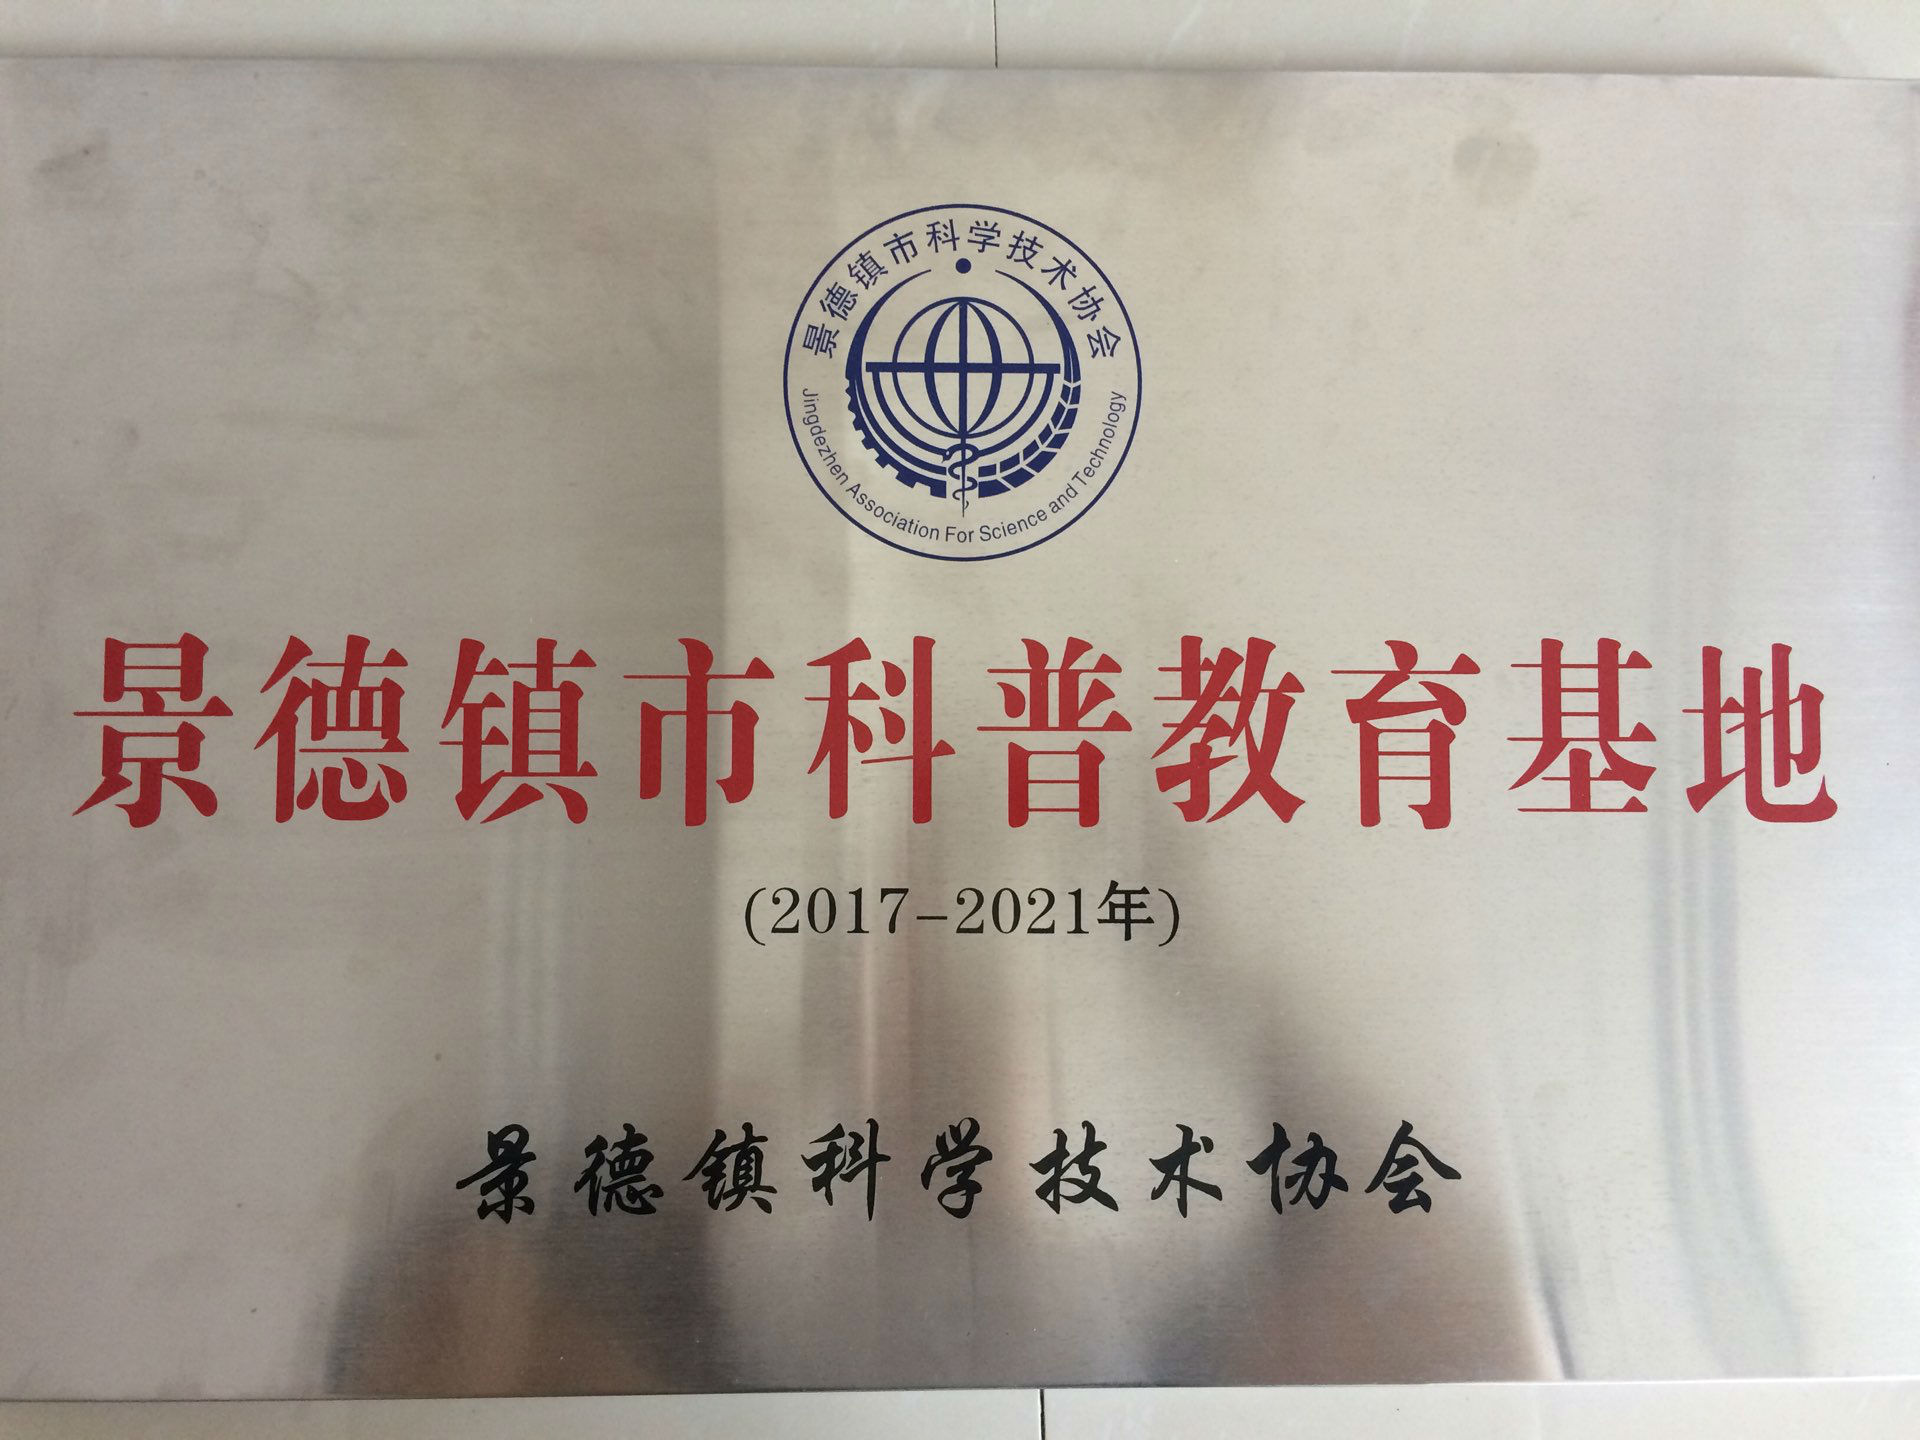 景德镇市科学技术协会
Jingdezhen Association For Science and Technology
景德镇市科普教育基地
(2017-2021年)
景德镇科学技术协会